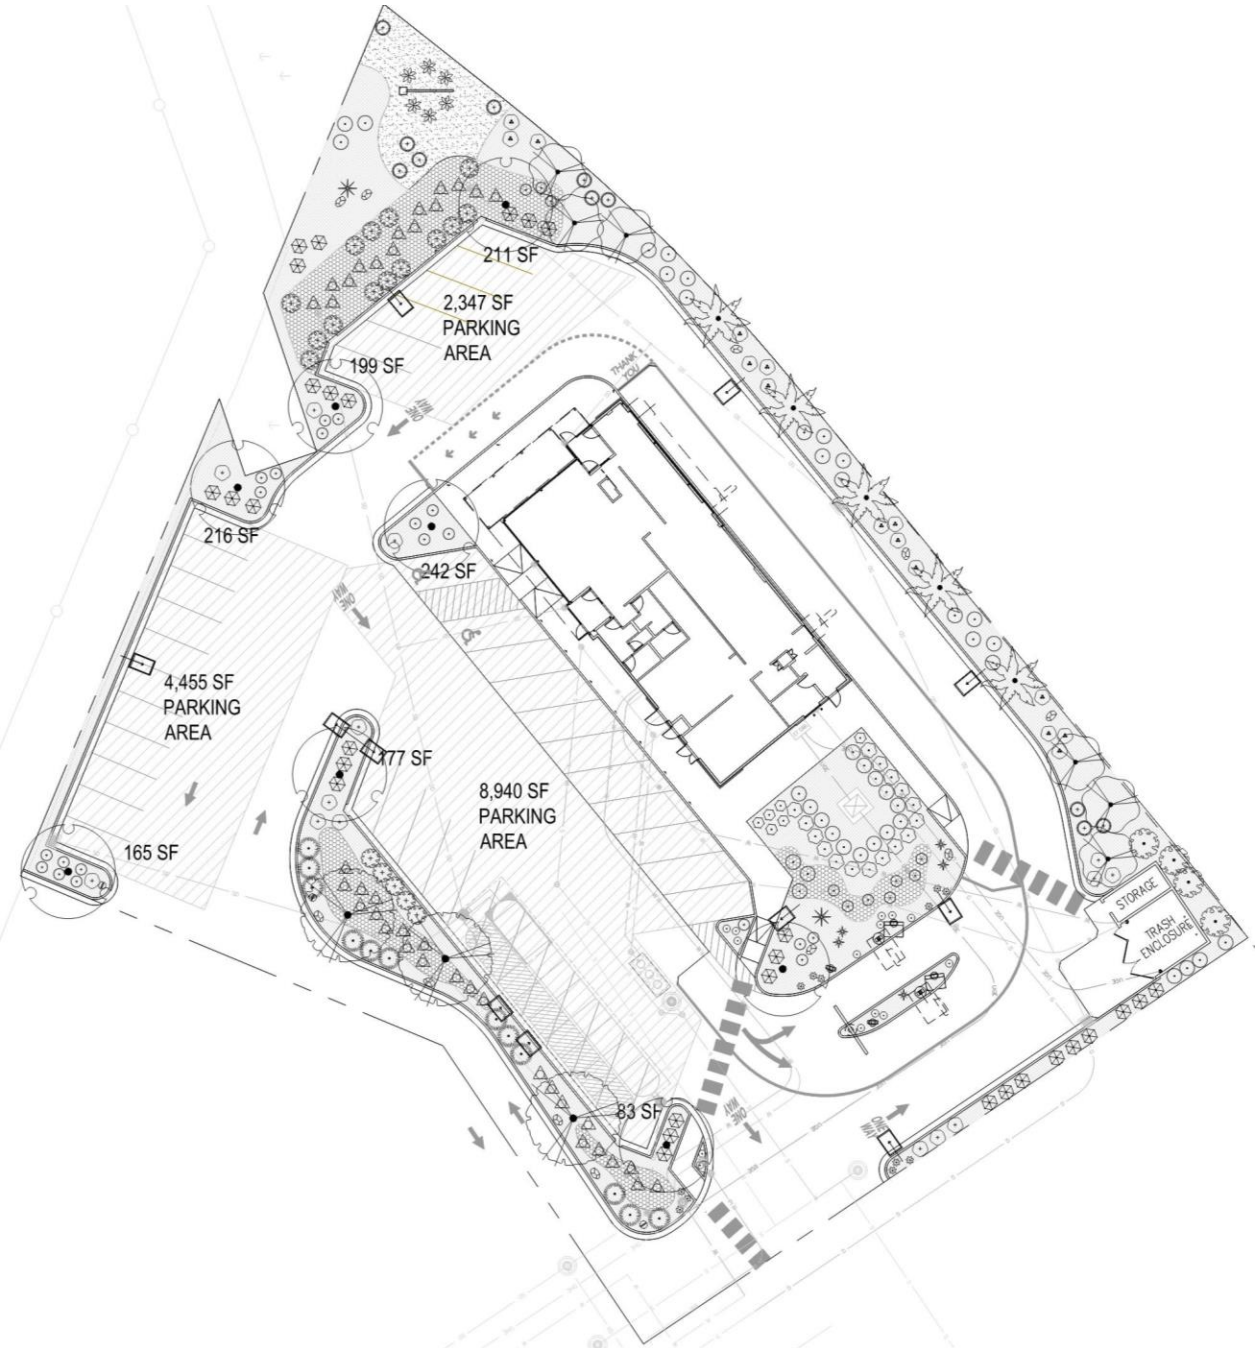 211 SF
2,347 SF
PARKING
AREA
199 SF
THANK
YOU
ONE
WAY
216 SF
242 SF
ONE
WAY
4,455 SF
PARKING
AREA
177 SF
8,940 SF
PARKING
AREA
165 SF
STORAGE
TRASH
ENCLOSURE
83 SF
ONE
WAY
ONE
WAY